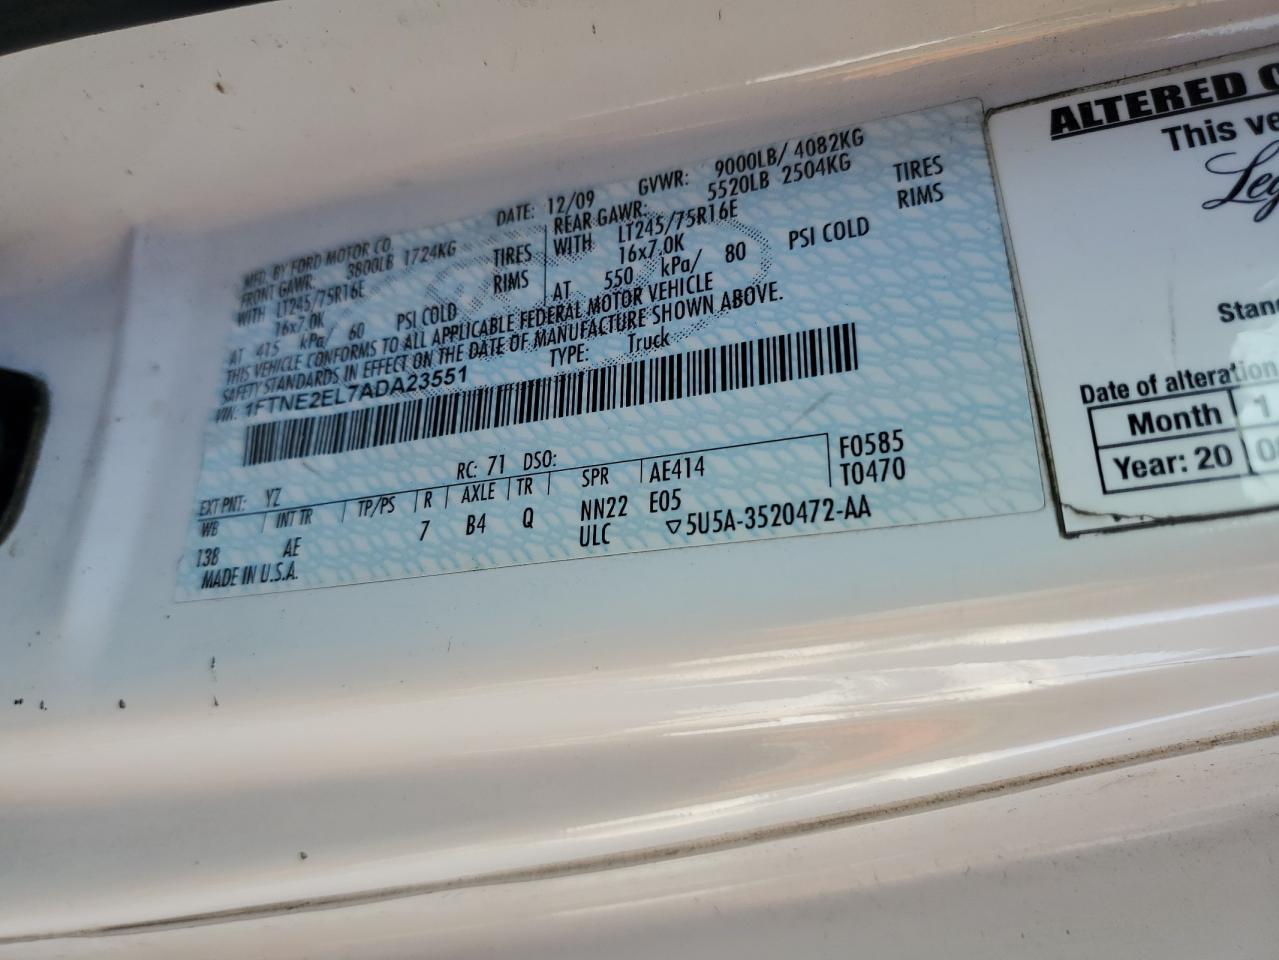 MFD. BY FORD MOTOR CO.
DATE: 12/09 GVWR: 9000LB/ 4082KG
FRONT GAWR: 3800LB 1724KG
REAR GAWR: 5520LB 2504KG
WITH LT245/75R16E TIRES
WITH LT245/75R16E TIRES
16x7.0K RIMS
16x7.0K RIMS
AT 415 kPa/ 60 PSI COLD
AT 550 kPa/ 80 PSI COLD
THIS VEHICLE CONFORMS TO ALL APPLICABLE FEDERAL MOTOR VEHICLE
SAFETY STANDARDS IN EFFECT ON THE DATE OF MANUFACTURE SHOWN ABOVE.
VIN: 1FTNE2EL7ADA23551 TYPE: Truck
F0585
T0470
EXT PNT: YZ RC: 71 DSO:
WB INT TR TP/PS R AXLE TR SPR AE414
138 AE 7 B4 Q NN22 E05
MADE IN U.S.A. ULC ▽5U5A-3520472-AA
ALTERED
This
Date of alteration
Month 1
Year: 20 0